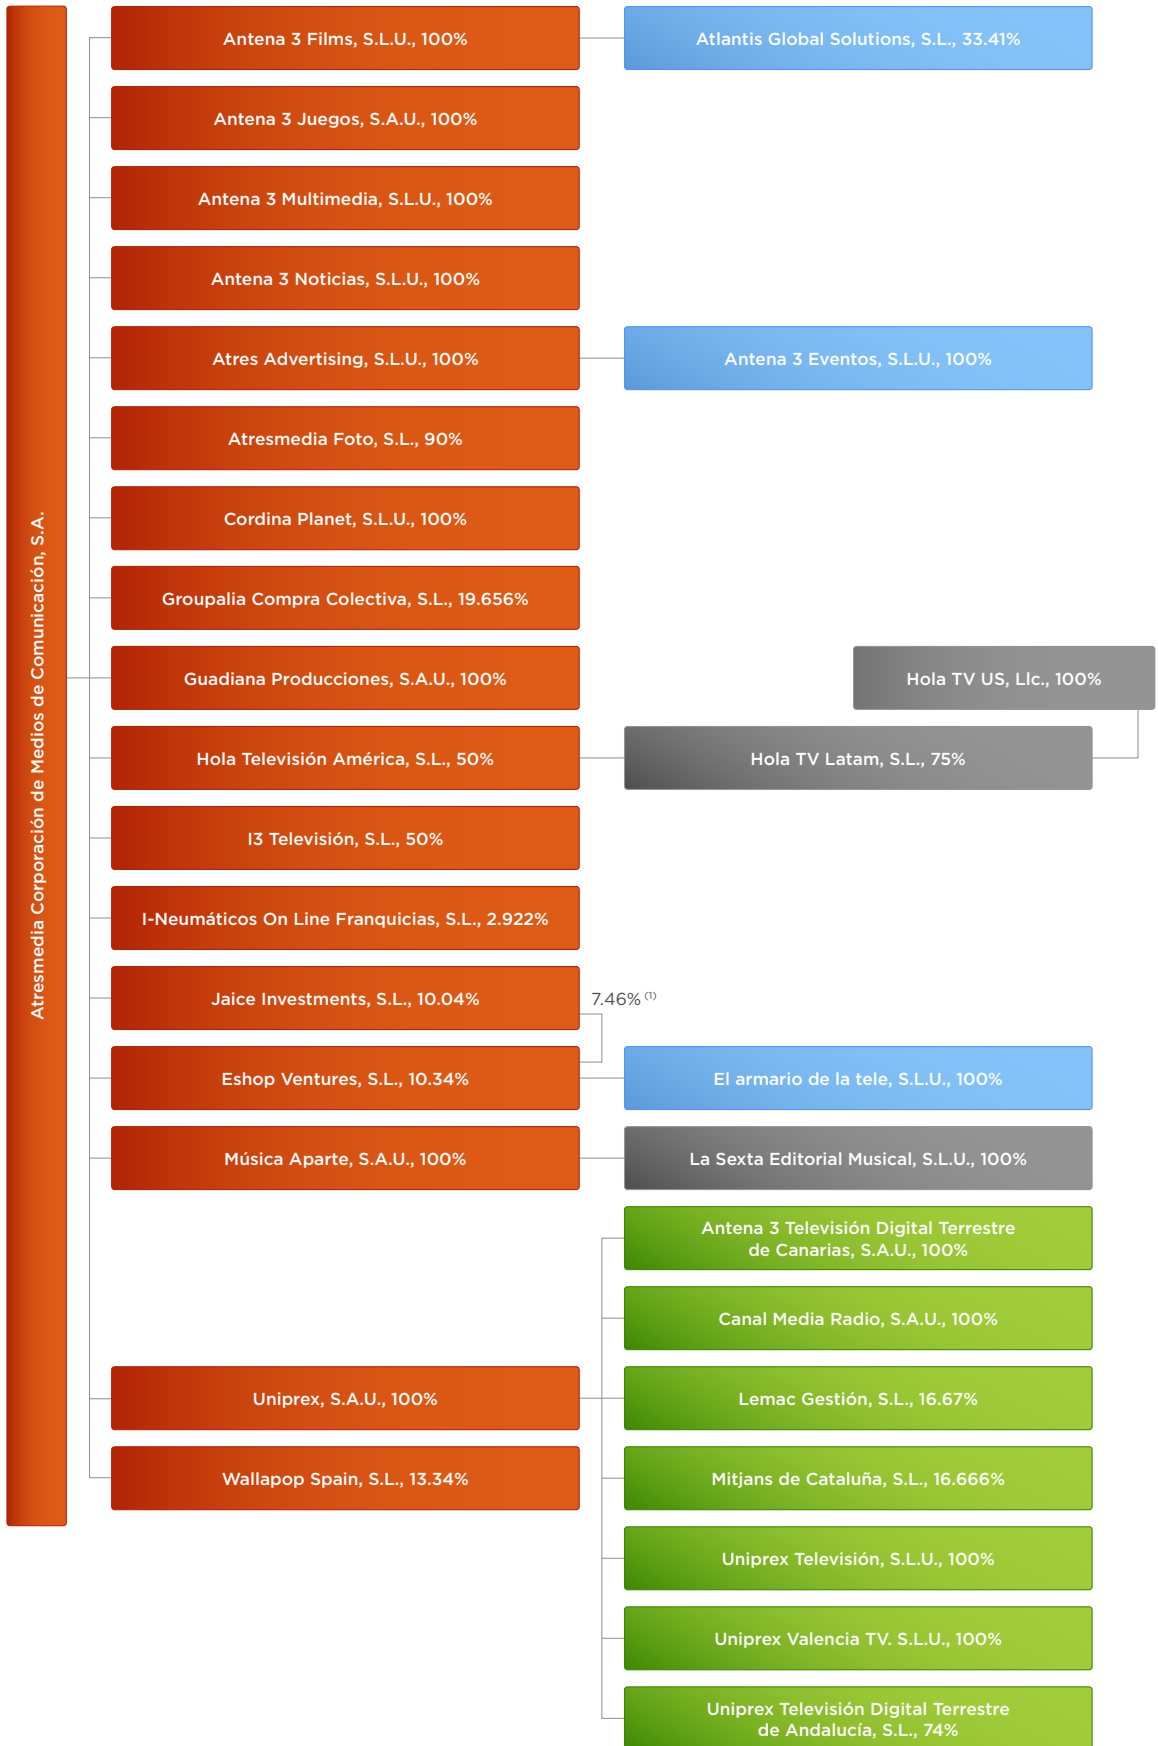 Atresmedia Corporación de Medios de Comunicación, S.A.
Antena 3 Films, S.L.U., 100%
Atlantis Global Solutions, S.L., 33.41%
Antena 3 Juegos, S.A.U., 100%
Antena 3 Multimedia, S.L.U., 100%
Antena 3 Noticias, S.L.U., 100%
Atres Advertising, S.L.U., 100%
Antena 3 Eventos, S.L.U., 100%
Atresmedia Foto, S.L., 90%
Cordina Planet, S.L.U., 100%
Groupalia Compra Colectiva, S.L., 19.656%
Guadiana Producciones, S.A.U., 100%
Hola TV US, Llc., 100%
Hola Televisión América, S.L., 50%
Hola TV Latam, S.L., 75%
I3 Televisión, S.L., 50%
I-Neumáticos On Line Franquicias, S.L., 2.922%
Jaice Investments, S.L., 10.04%
7.46% (1)
Eshop Ventures, S.L., 10.34%
El armario de la tele, S.L.U., 100%
Música Aparte, S.A.U., 100%
La Sexta Editorial Musical, S.L.U., 100%
Antena 3 Televisión Digital Terrestre
de Canarias, S.A.U., 100%
Canal Media Radio, S.A.U., 100%
Uniprex, S.A.U., 100%
Lemac Gestión, S.L., 16.67%
Wallapop Spain, S.L., 13.34%
Mitjans de Cataluña, S.L., 16.666%
Uniprex Televisión, S.L.U., 100%
Uniprex Valencia TV. S.L.U., 100%
Uniprex Televisión Digital Terrestre
de Andalucía, S.L., 74%